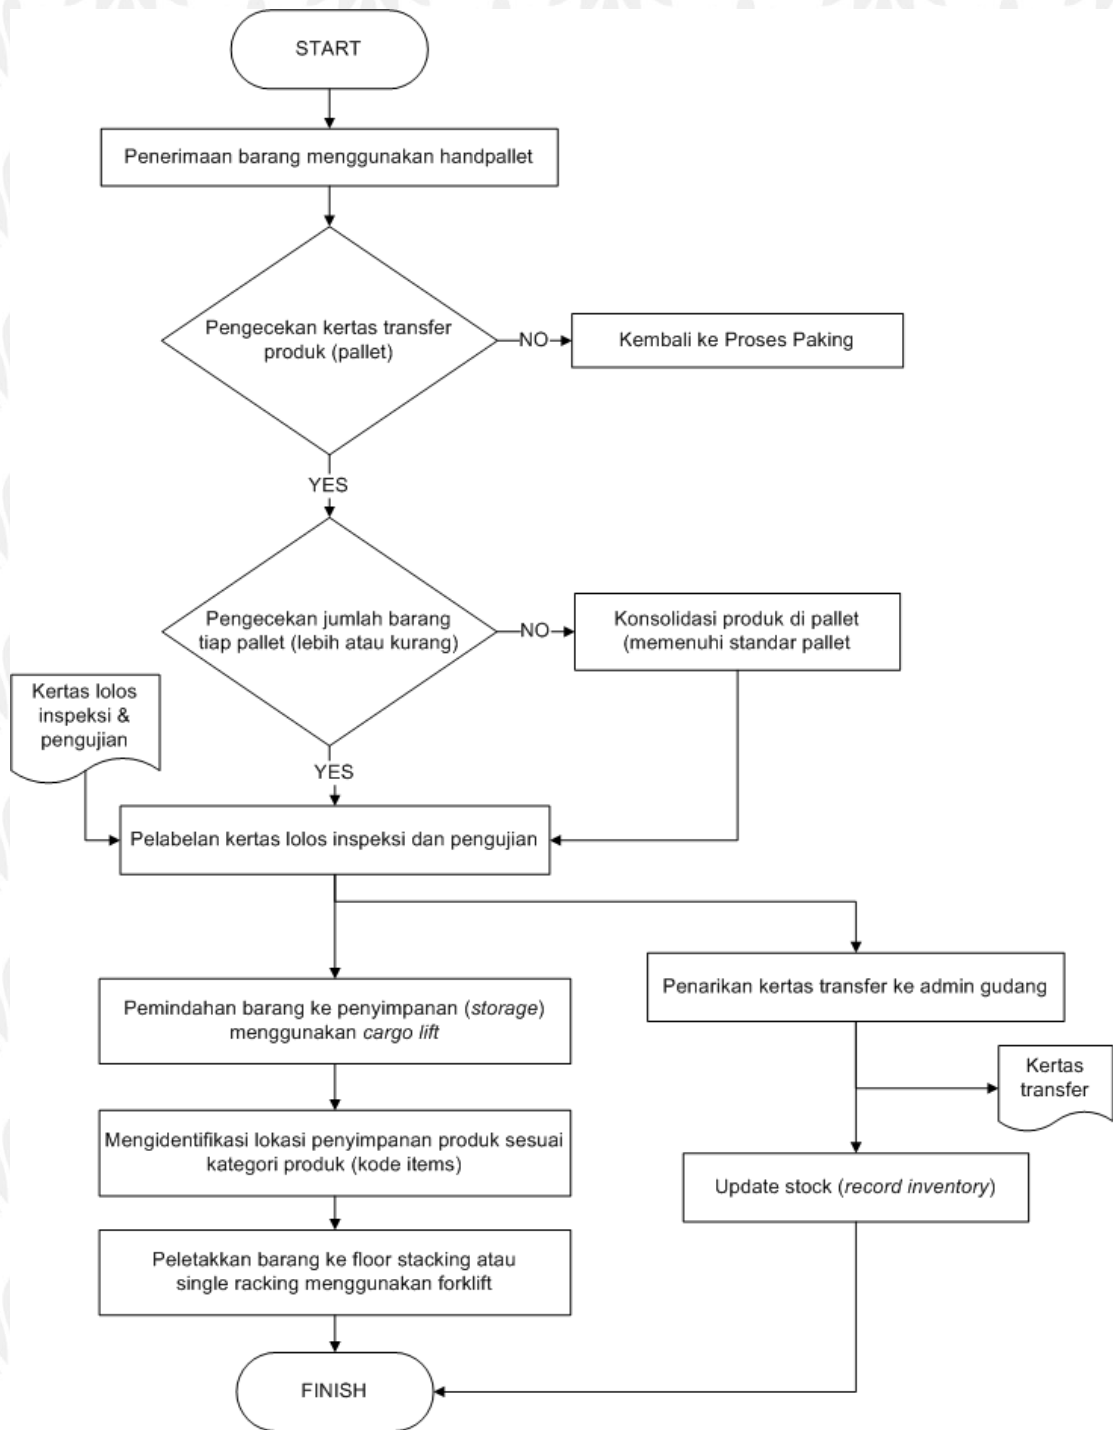 START
Penerimaan barang menggunakan handpallet
Pengecekan kertas transfer
produk (pallet)
NO
Kembali ke Proses Paking
YES
Pengecekan jumlah barang
tiap pallet (lebih atau kurang)
NO
Konsolidasi produk di pallet
(memenuhi standar pallet
Kertas lolos
inspeksi &
pengujian
YES
Pelabelan kertas lolos inspeksi dan pengujian
Pemindahan barang ke penyimpanan (storage)
menggunakan cargo lift
Penarikan kertas transfer ke admin gudang
Kertas
transfer
Mengidentifikasi lokasi penyimpanan produk sesuai
kategori produk (kode items)
Update stock (record inventory)
Peletakkan barang ke floor stacking atau
single racking menggunakan forklift
FINISH